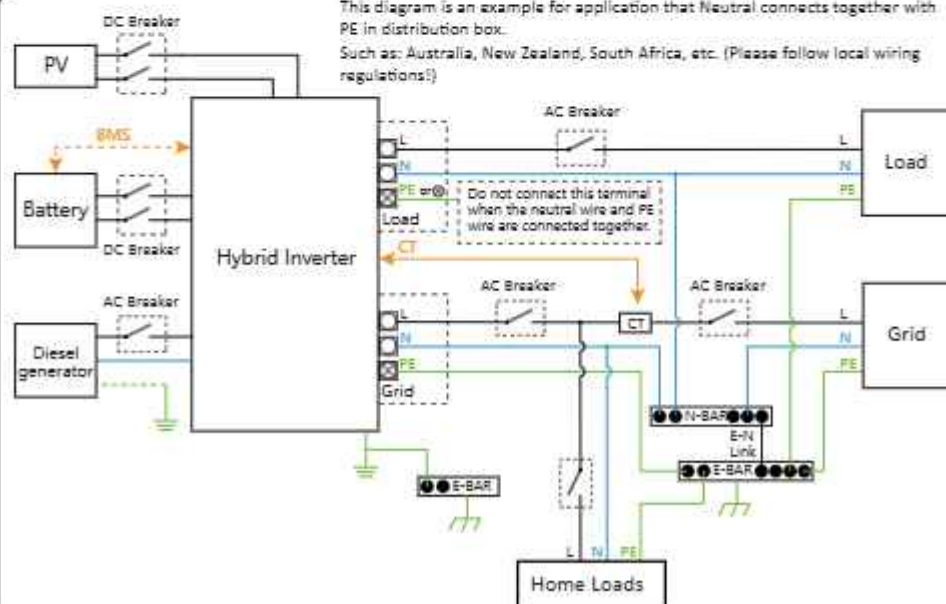 This diagram is an example for application that Neutral connects together with
PE in distribution box.
Such as: Australia, New Zealand, South Africa, etc. (Please follow local wiring
regulations!)
DC Breaker
PV
BMS
Battery
DC Breaker
AC Breaker
Diesel
generator
Hybrid Inverter
L
N
PE or
Load
Do not connect this terminal
when the neutral wire and PE
wire are connected together.
AC Breaker
L
N
PE
Load
CT
AC Breaker
CT
AC Breaker
L
N
PE
Grid
L
N
PE
Grid
N-BAR
E-N
Link
E-BAR
E-BAR
L
N
PE
Home Loads